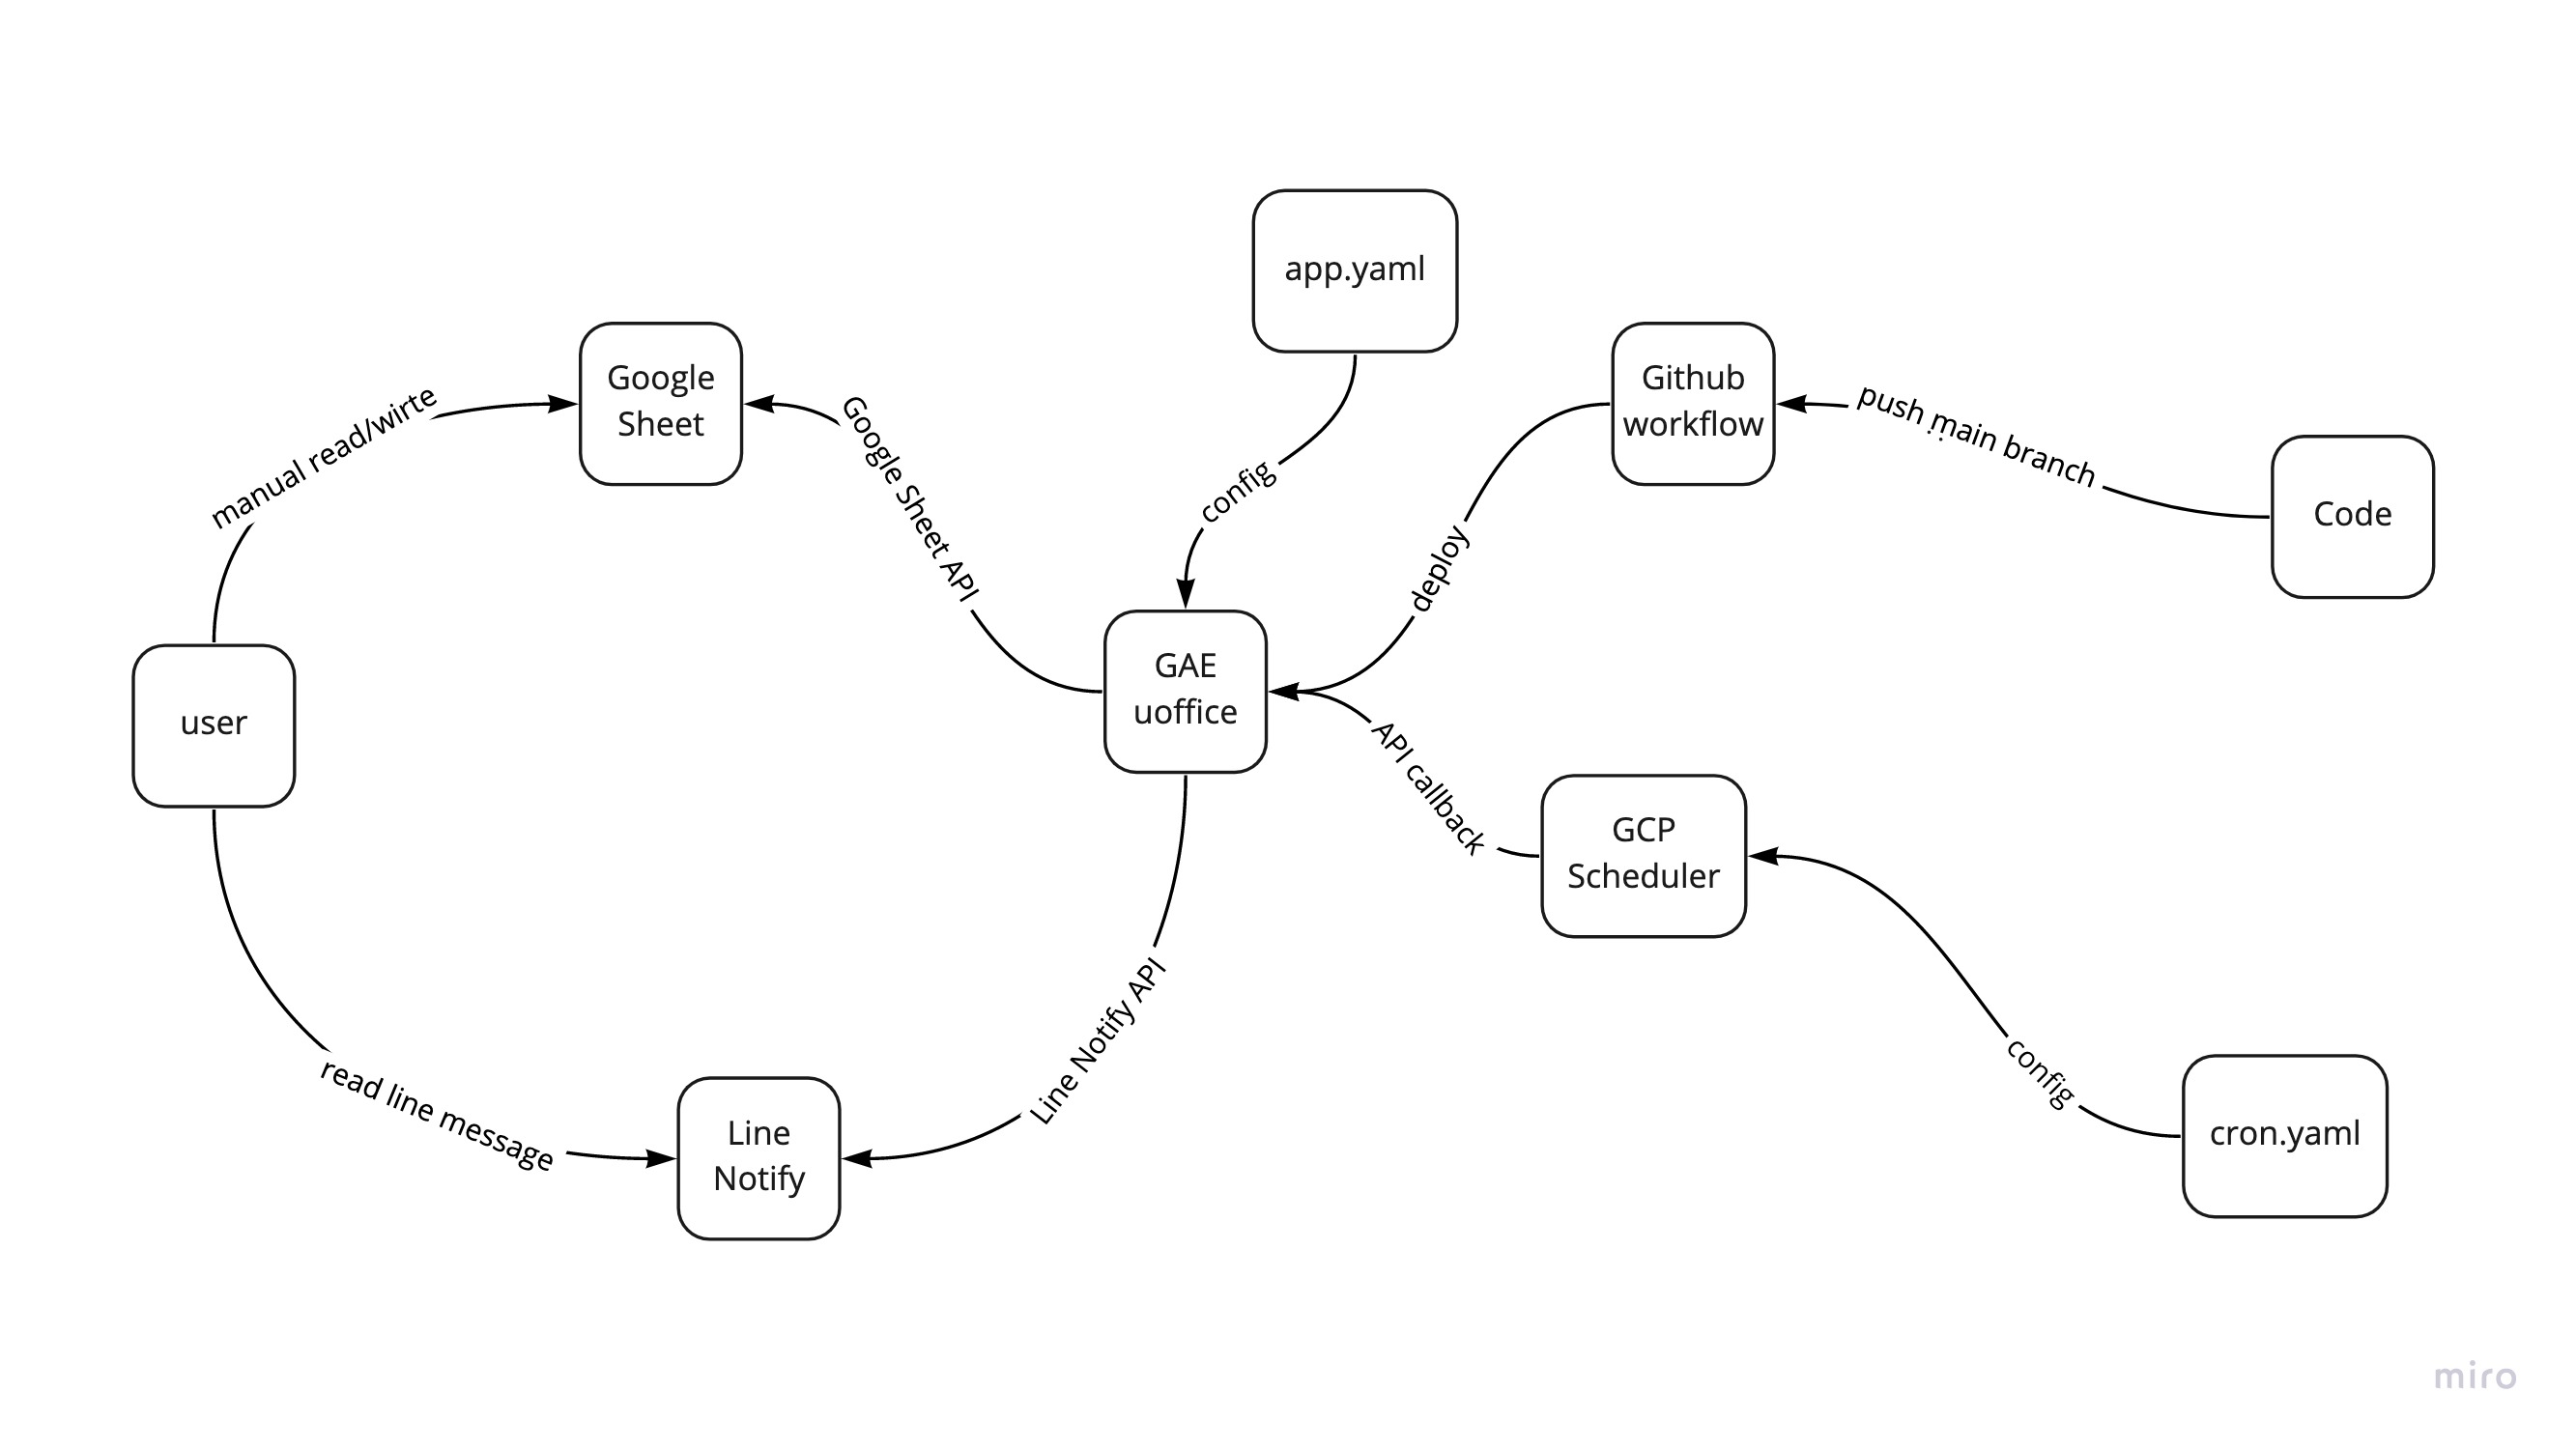 app.yaml
Google
Sheet
Github
workflow
manual read/wirte
Google Sheet API
config
push main branch
Code
deploy
GAE
uoffice
user
API callback
GCP
Scheduler
Line Notify API
config
read line message
Line
Notify
cron.yaml
miro